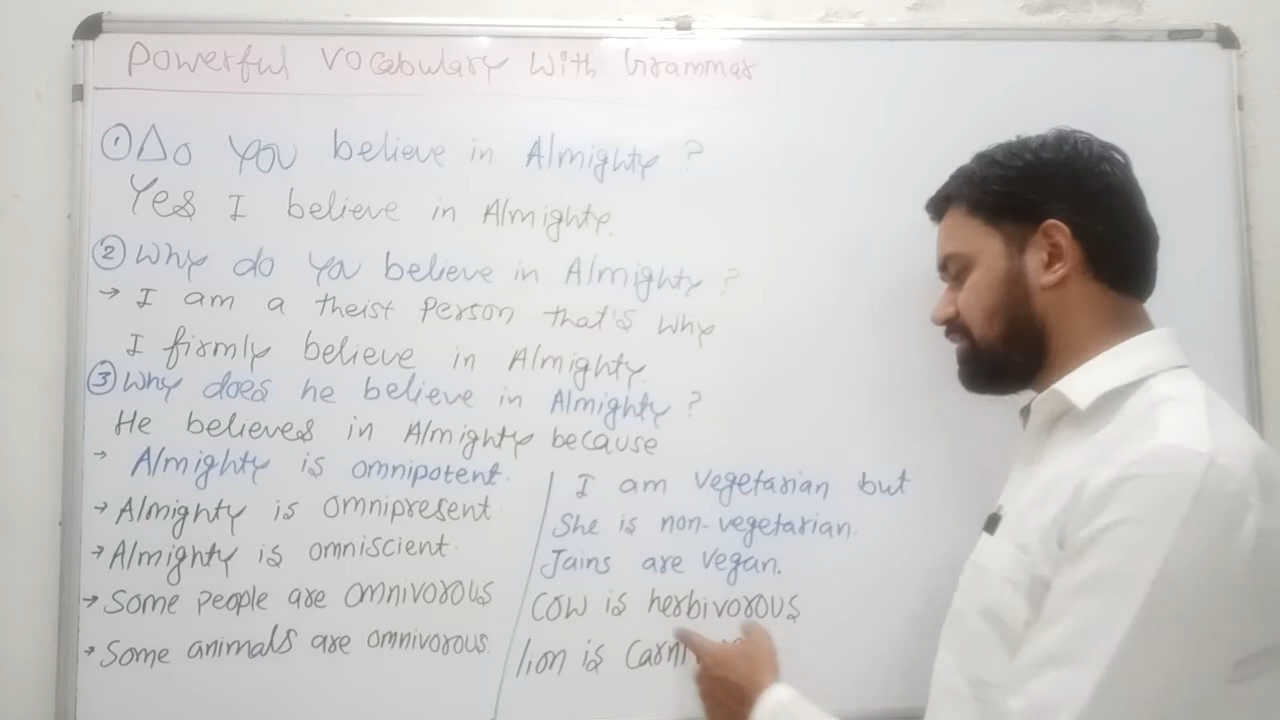 Powerful Vocabulary With Grammar
① Do you believe in Almighty ?
Yes I believe in Almighty.
② Why do you believe in Almighty ?
→ I am a theist Person that's why
I firmly believe in Almighty.
③ Why does he believe in Almighty ?
He believes in Almighty because
→ Almighty is omnipotent.
→ Almighty is omnipresent
→ Almighty is omniscient.
→ Some people are omnivorous
→ Some animals are omnivorous.
I am vegetarian but
She is non-vegetarian.
Jains are vegan.
Cow is herbivorous
lion is